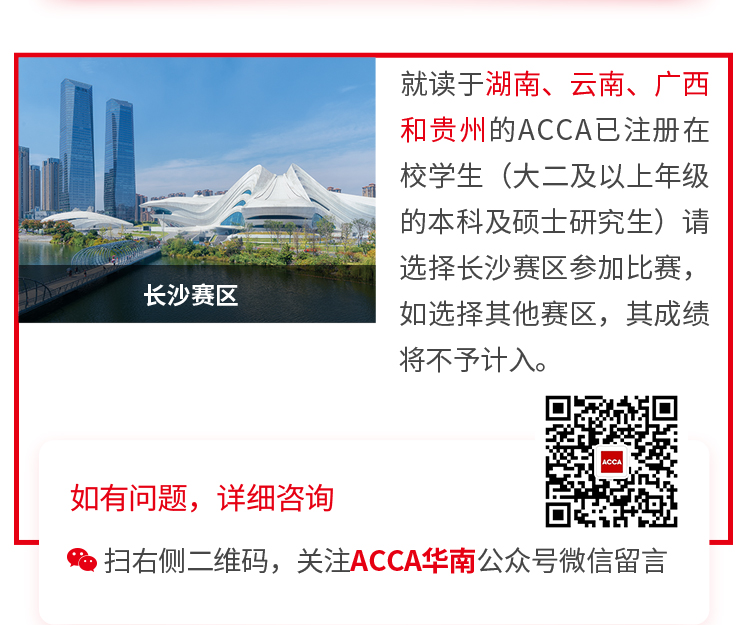 就读于湖南、云南、广西
和贵州的ACCA已注册在
校学生（大二及以上年级
的本科及硕士研究生）请
选择长沙赛区参加比赛，
如选择其他赛区，其成绩
将不予计入。
长沙赛区
ACCA
如有问题，详细咨询
扫右侧二维码，关注ACCA华南公众号微信留言